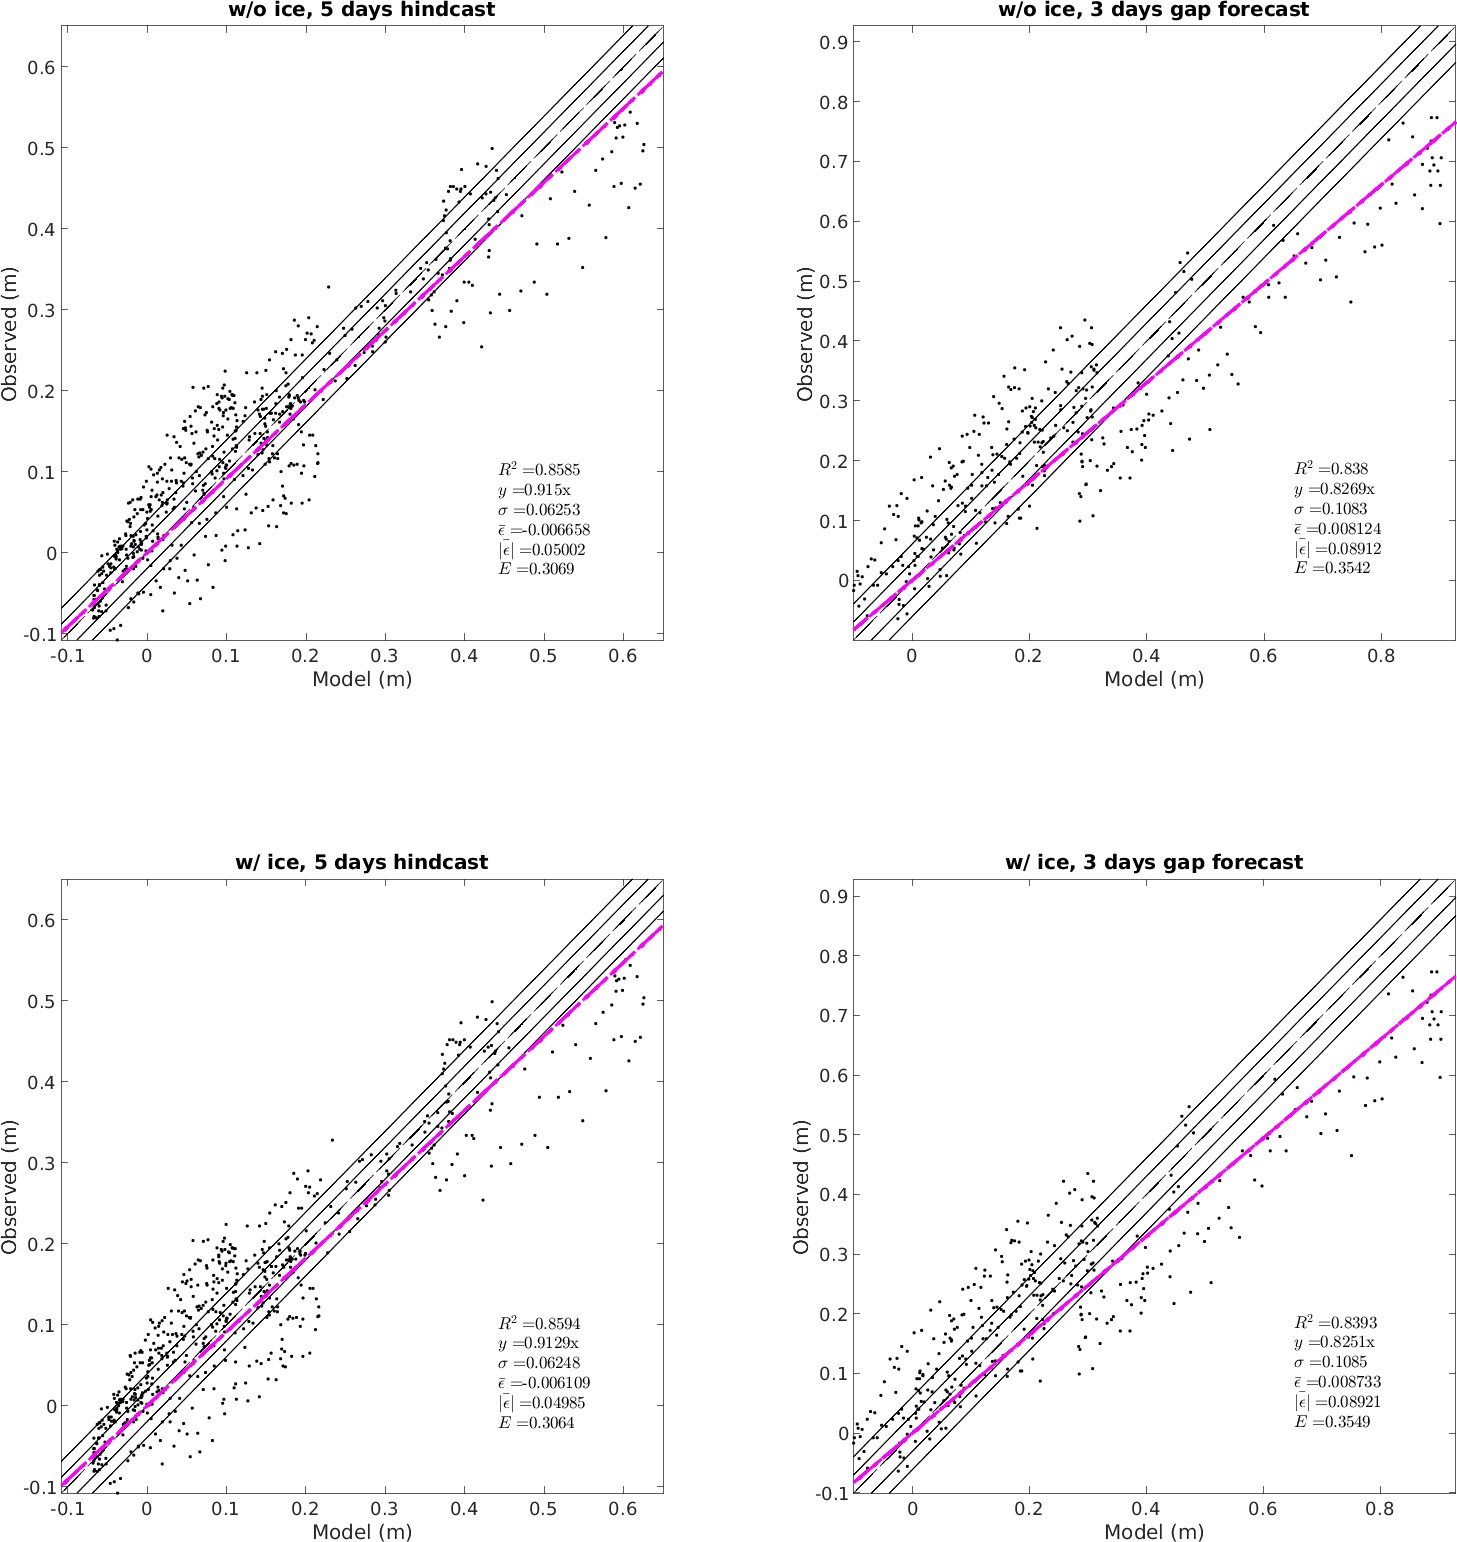 w/o ice, 5 days hindcast
0.6
0.5
0.4
0.3
0.2
0.1
0
-0.1
Observed (m)
R² =0.8585
y =0.915x
σ =0.06253
ϵ̄ =-0.006658
|ϵ̄| =0.05002
E =0.3069
-0.1 0 0.1 0.2 0.3 0.4 0.5 0.6
Model (m)
w/o ice, 3 days gap forecast
0.9
0.8
0.7
0.6
0.5
0.4
0.3
0.2
0.1
0
Observed (m)
R² =0.838
y =0.8269x
σ =0.1083
ϵ̄ =0.008124
|ϵ̄| =0.08912
E =0.3542
0 0.2 0.4 0.6 0.8
Model (m)
w/ ice, 5 days hindcast
0.6
0.5
0.4
0.3
0.2
0.1
0
-0.1
Observed (m)
R² =0.8594
y =0.9129x
σ =0.06248
ϵ̄ =-0.006109
|ϵ̄| =0.04985
E =0.3064
-0.1 0 0.1 0.2 0.3 0.4 0.5 0.6
Model (m)
w/ ice, 3 days gap forecast
0.9
0.8
0.7
0.6
0.5
0.4
0.3
0.2
0.1
0
-0.1
Observed (m)
R² =0.8393
y =0.8251x
σ =0.1085
ϵ̄ =0.008733
|ϵ̄| =0.08921
E =0.3549
0 0.2 0.4 0.6 0.8
Model (m)